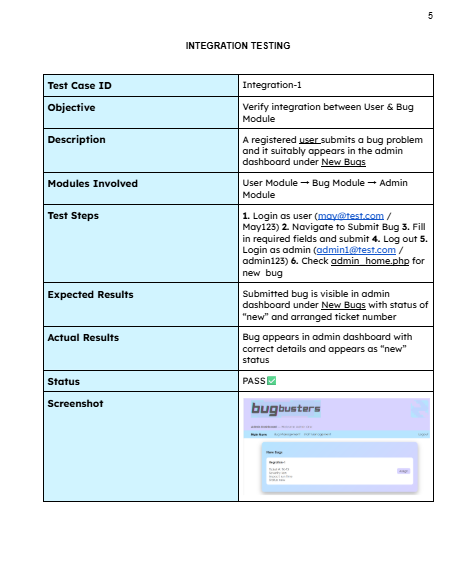 5
INTEGRATION TESTING
Test Case ID
Integration-1
Objective
Verify integration between User & Bug
Module
Description
A registered user submits a bug problem
and it suitably appears in the admin
dashboard under New Bugs
Modules Involved
User Module → Bug Module → Admin
Module
Test Steps
1. Login as user (may@test.com /
May123) 2. Navigate to Submit Bug 3. Fill
in required fields and submit 4. Log out 5.
Login as admin (admin1@test.com /
admin123) 6. Check admin_home.php for
new bug
Expected Results
Submitted bug is visible in admin
dashboard under New Bugs with status of
“new” and arranged ticket number
Actual Results
Bug appears in admin dashboard with
correct details and appears as “new”
status
Status
PASS✅
Screenshot
bugbusters
New Bugs